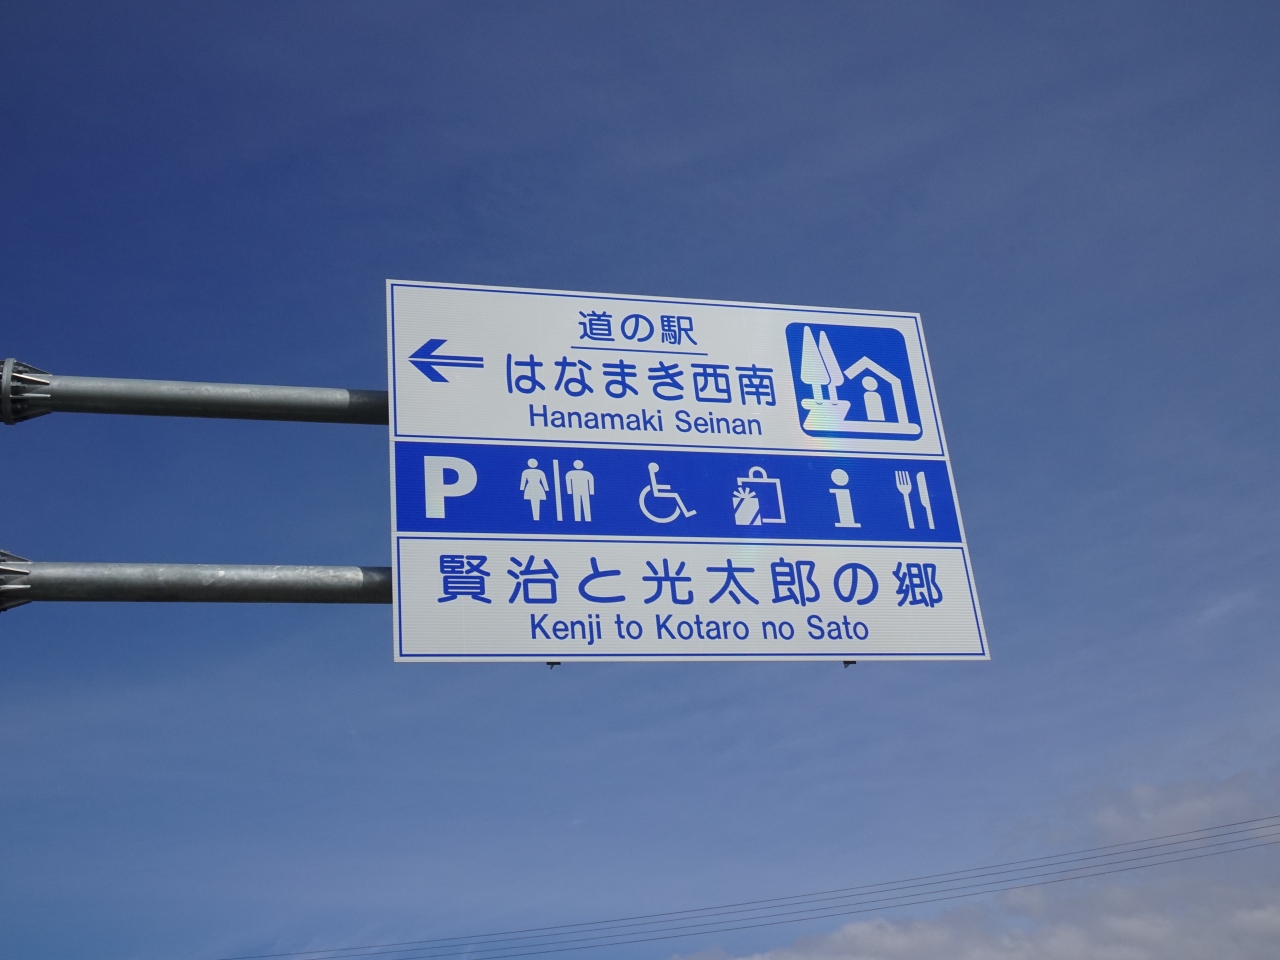 道の駅
はなまき西南
Hanamaki Seinan
P
i
賢治と光太郎の郷
Kenji to Kotaro no Sato